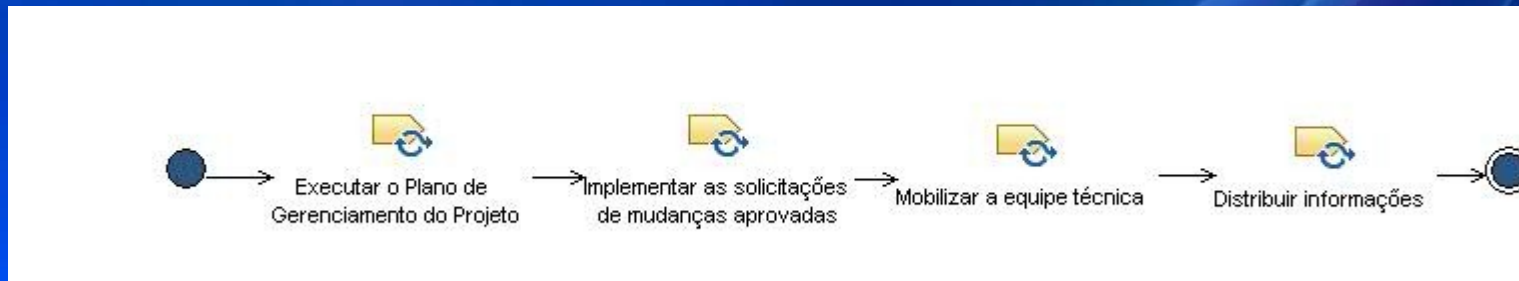 Executar o Plano de
Gerenciamento do Projeto
Implementar as solicitações
de mudanças aprovadas
Mobilizar a equipe técnica
Distribuir informações